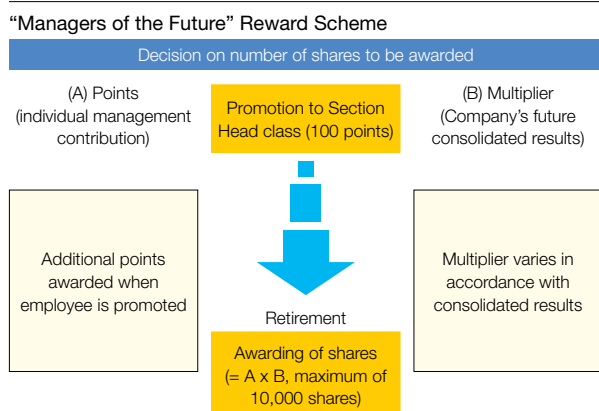 “Managers of the Future” Reward Scheme
Decision on number of shares to be awarded
(A) Points
(individual management
contribution)
Promotion to Section
Head class (100 points)
(B) Multiplier
(Company’s future
consolidated results)
Additional points
awarded when
employee is promoted
Multiplier varies in
accordance with
consolidated results
Retirement
Awarding of shares
(= A x B, maximum of
10,000 shares)